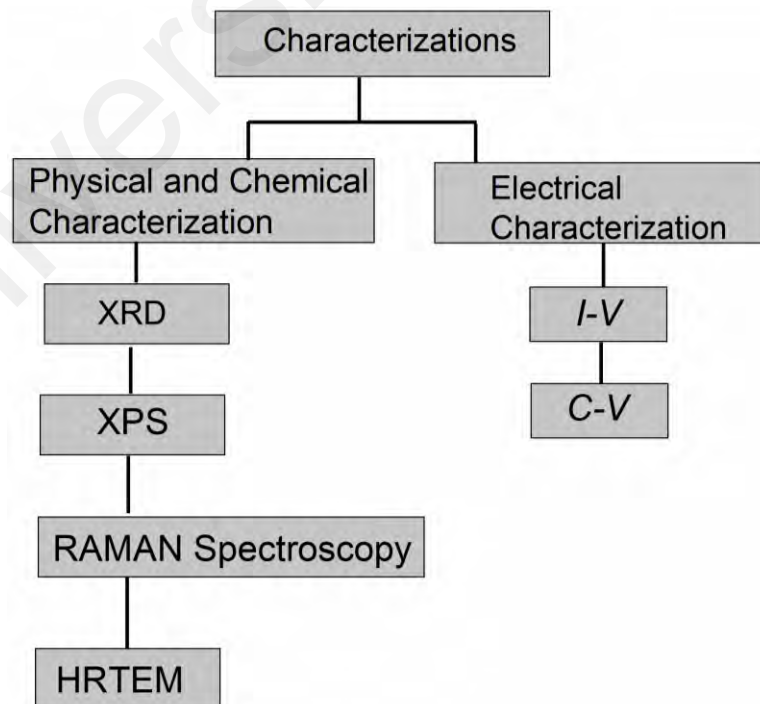 Characterizations
Physical and Chemical
Characterization
Electrical
Characterization
XRD
I-V
XPS
C-V
RAMAN Spectroscopy
HRTEM